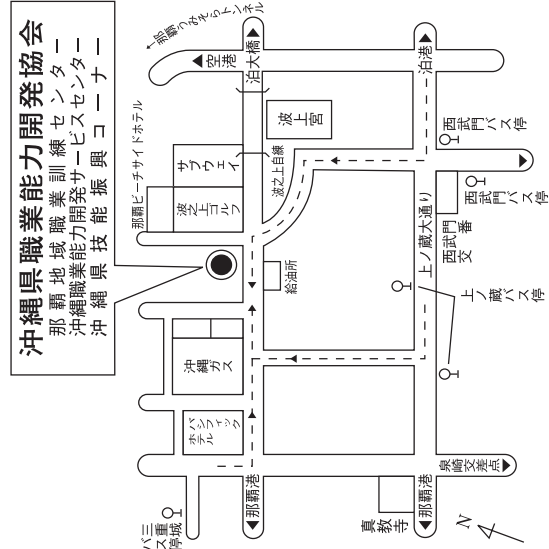 沖縄県職業能力開発協会
那覇地域職業訓練センター
沖縄職業能力開発サービスセンター
沖縄県技能振興コーナー
那覇うみそらトンネル
空港
泊大橋
泊港
波上宮
西武門バス停
那覇ビーチサイドホテル
サブウェイ
波之上自練
波之上ゴルフ
西武門バス停
西武門
交番
上ノ蔵大通り
給油所
上ノ蔵バス停
沖縄ガス
パシフィック
ホテル
泉崎交差点
那覇港
那覇港
三重城
バス停
真教寺
N